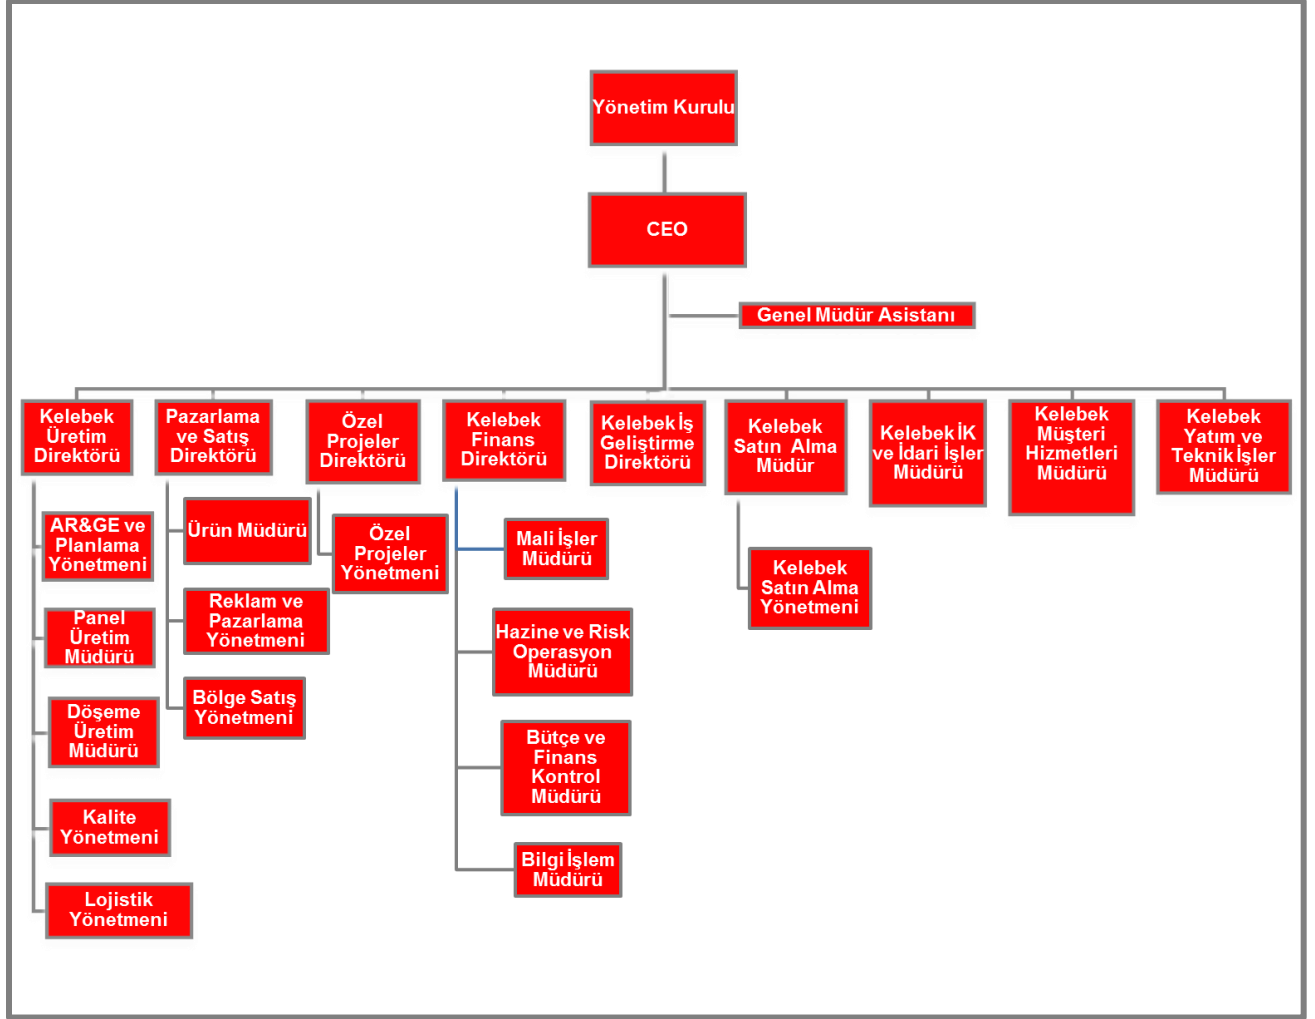 Yönetim Kurulu
CEO
Genel Müdür Asistanı
Kelebek
Üretim
Direktörü
Pazarlama
ve Satış
Direktörü
Özel
Projeler
Direktörü
Kelebek
Finans
Direktörü
Kelebek İş
Geliştirme
Direktörü
Kelebek
Satın Alma
Müdür
Kelebek İK
ve İdari İşler
Müdürü
Kelebek
Müşteri
Hizmetleri
Müdürü
Kelebek
Yatım ve
Teknik İşler
Müdürü
AR&GE ve
Planlama
Yönetmeni
Panel
Üretim
Müdürü
Döşeme
Üretim
Müdürü
Kalite
Yönetmeni
Lojistik
Yönetmeni
Ürün Müdürü
Reklam ve
Pazarlama
Yönetmeni
Bölge Satış
Yönetmeni
Özel
Projeler
Yönetmeni
Mali İşler
Müdürü
Hazine ve Risk
Operasyon
Müdürü
Bütçe ve
Finans
Kontrol
Müdürü
Bilgi İşlem
Müdürü
Kelebek
Satın Alma
Yönetmeni